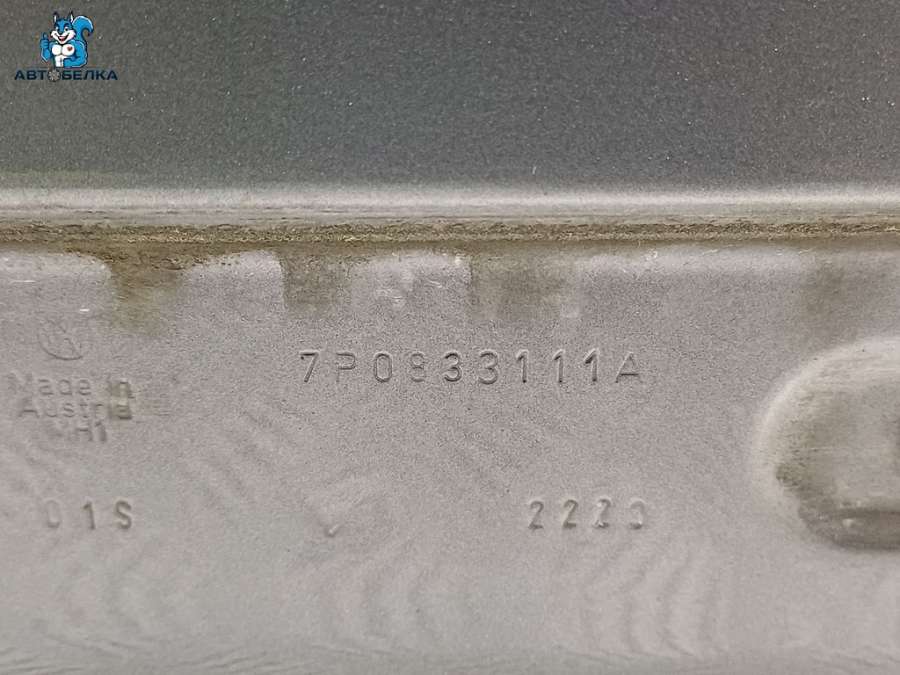 АВТОБЕЛКА
7P0833111A
Made in
Austria
MH1
01S
2223